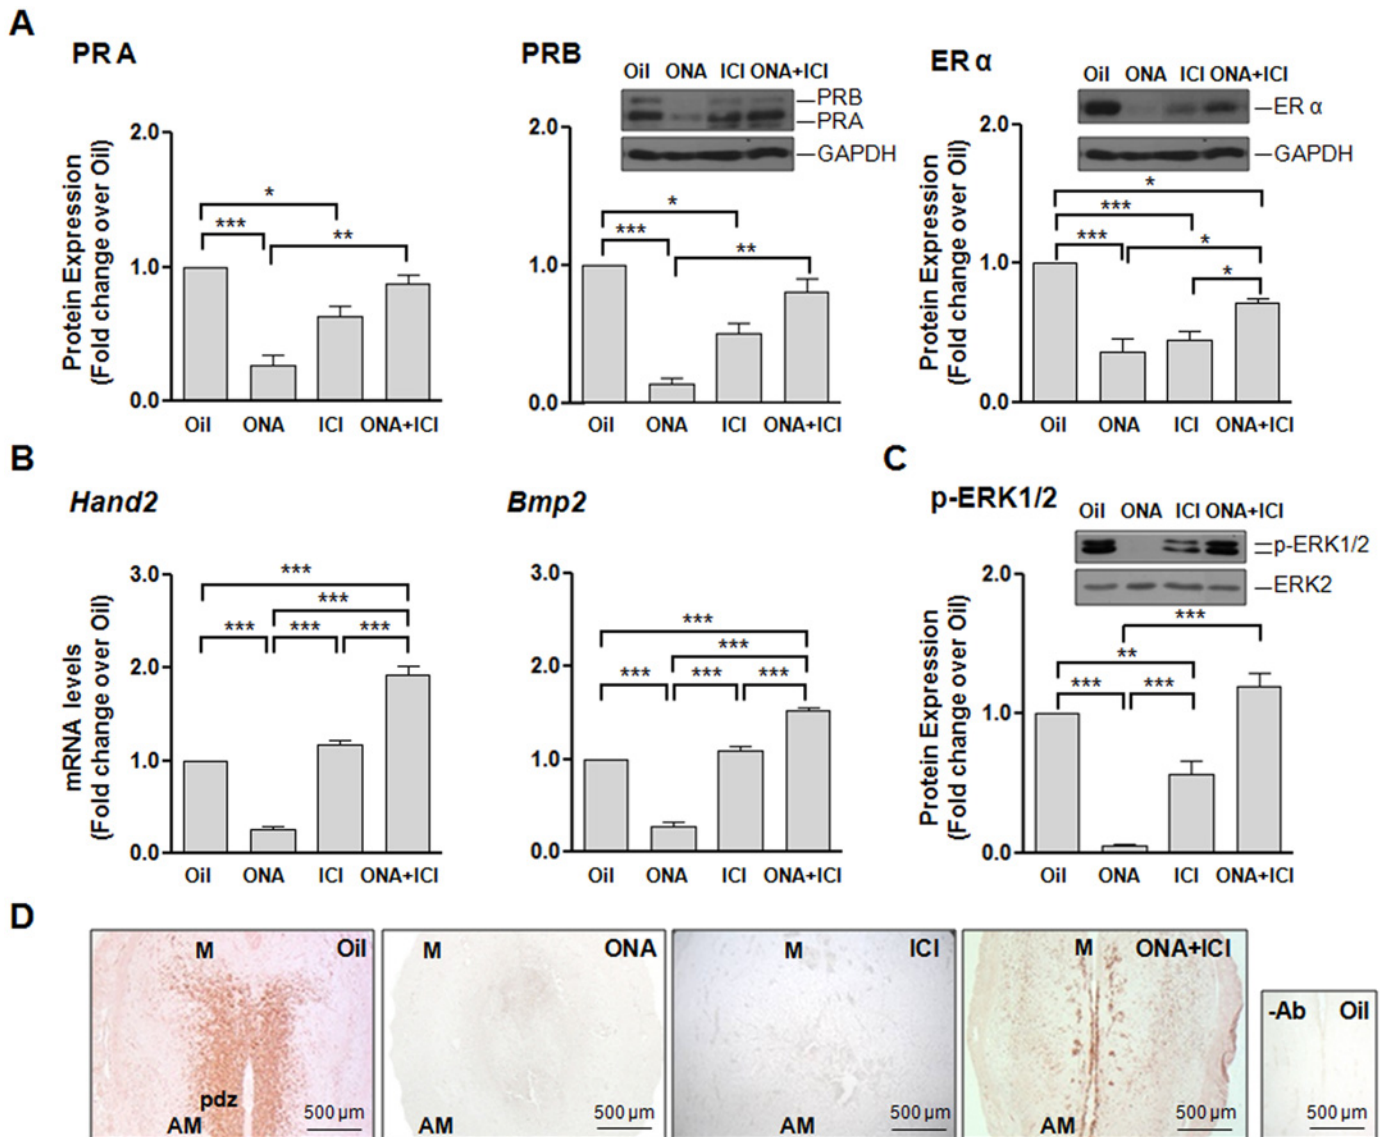 A
PR A
Protein Expression
(Fold change over Oil)
2.0
1.0
0.0
*
***
**
Oil ONA ICI ONA+ICI
PRB
Oil ONA ICI ONA+ICI
PRB
PRA
GAPDH
2.0
1.0
0.0
*
***
**
Oil ONA ICI ONA+ICI
ER α
Oil ONA ICI ONA+ICI
ER α
GAPDH
Protein Expression
(Fold change over Oil)
2.0
1.0
0.0
*
***
*** *
*
Oil ONA ICI ONA+ICI
B
Hand2
mRNA levels
(Fold change over Oil)
3.0
2.0
1.0
0.0
***
***
*** *** ***
Oil ONA ICI ONA+ICI
Bmp2
3.0
2.0
1.0
0.0
***
***
*** *** ***
Oil ONA ICI ONA+ICI
C
p-ERK1/2
Oil ONA ICI ONA+ICI
p-ERK1/2
ERK2
Protein Expression
(Fold change over Oil)
2.0
1.0
0.0
***
**
*** ***
Oil ONA ICI ONA+ICI
D
M Oil
pdz
AM 500 µm
M ONA
AM 500 µm
M ICI
AM 500 µm
M ONA+ICI
AM 500 µm
-Ab Oil
500 µm